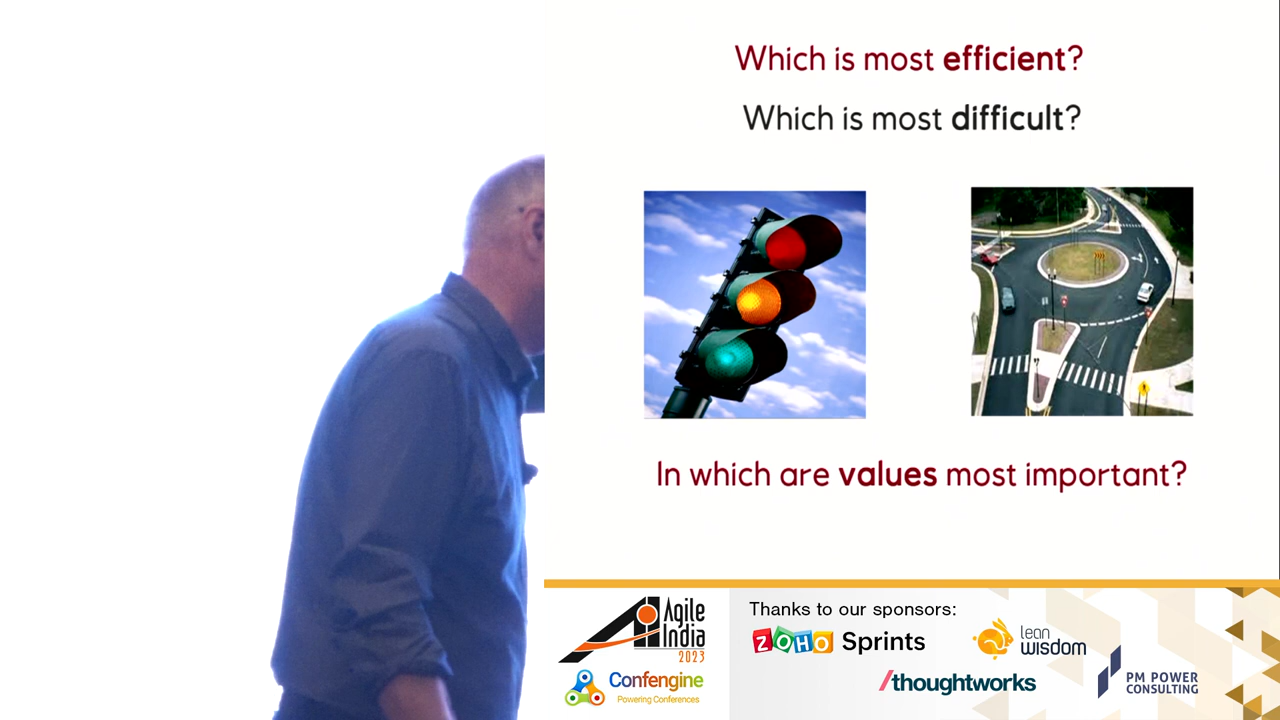 Which is most efficient?
Which is most difficult?
In which are values most important?
Agile
India
2023
Confengine
Powering Conferences
Thanks to our sponsors:
ZOHO Sprints
lean
wisdom
/thoughtworks
PM POWER
CONSULTING